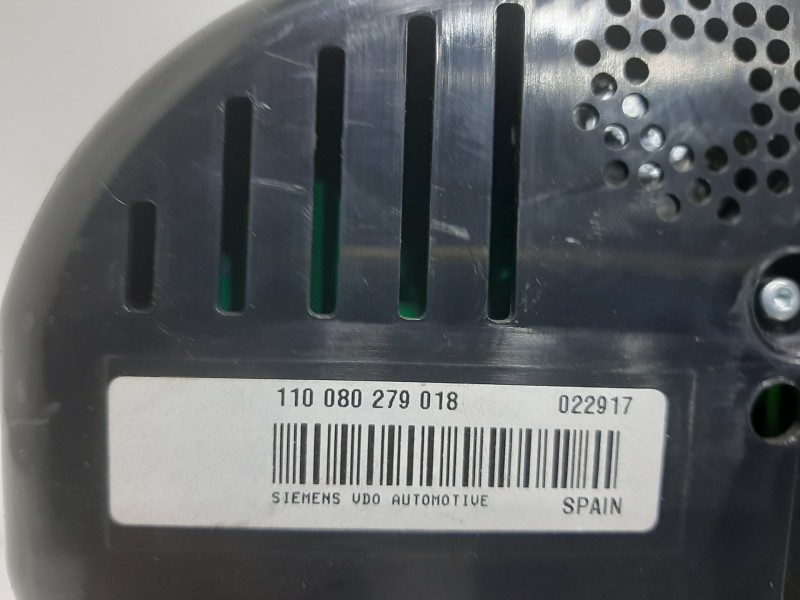 110 080 279 018 022917
SIEMENS VDO AUTOMOTIVE SPAIN